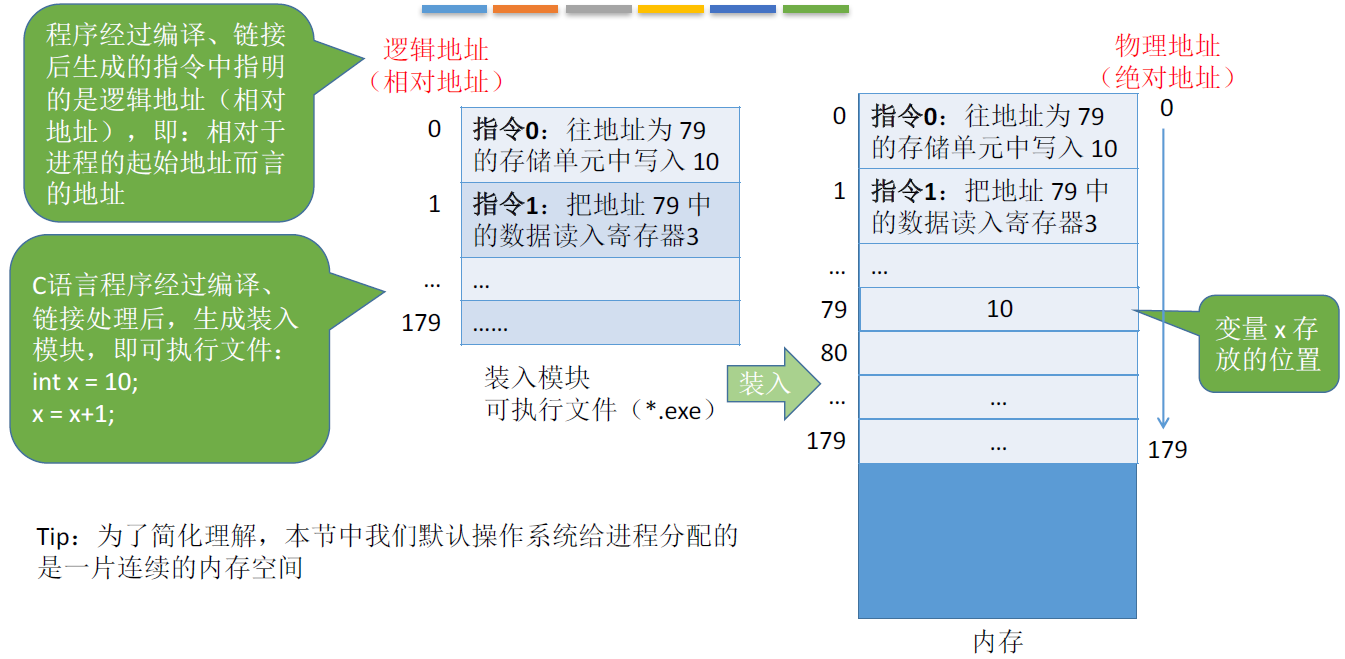 程序经过编译、链接
后生成的指令中指明
的是逻辑地址（相对
地址），即：相对于
进程的起始地址而言
的地址
C语言程序经过编译、
链接处理后，生成装入
模块，即可执行文件：
int x = 10;
x = x+1;
逻辑地址
（相对地址）
0
指令0：往地址为 79
的存储单元中写入 10
1
指令1：把地址 79 中
的数据读入寄存器3
...
...
179
......
装入模块
可执行文件（*.exe）
装入
物理地址
（绝对地址）
0
指令0：往地址为 79
的存储单元中写入 10
0
1
指令1：把地址 79 中
的数据读入寄存器3
...
...
79
10
80
...
...
179
...
179
变量 x 存
放的位置
内存
Tip：为了简化理解，本节中我们默认操作系统给进程分配的
是一片连续的内存空间